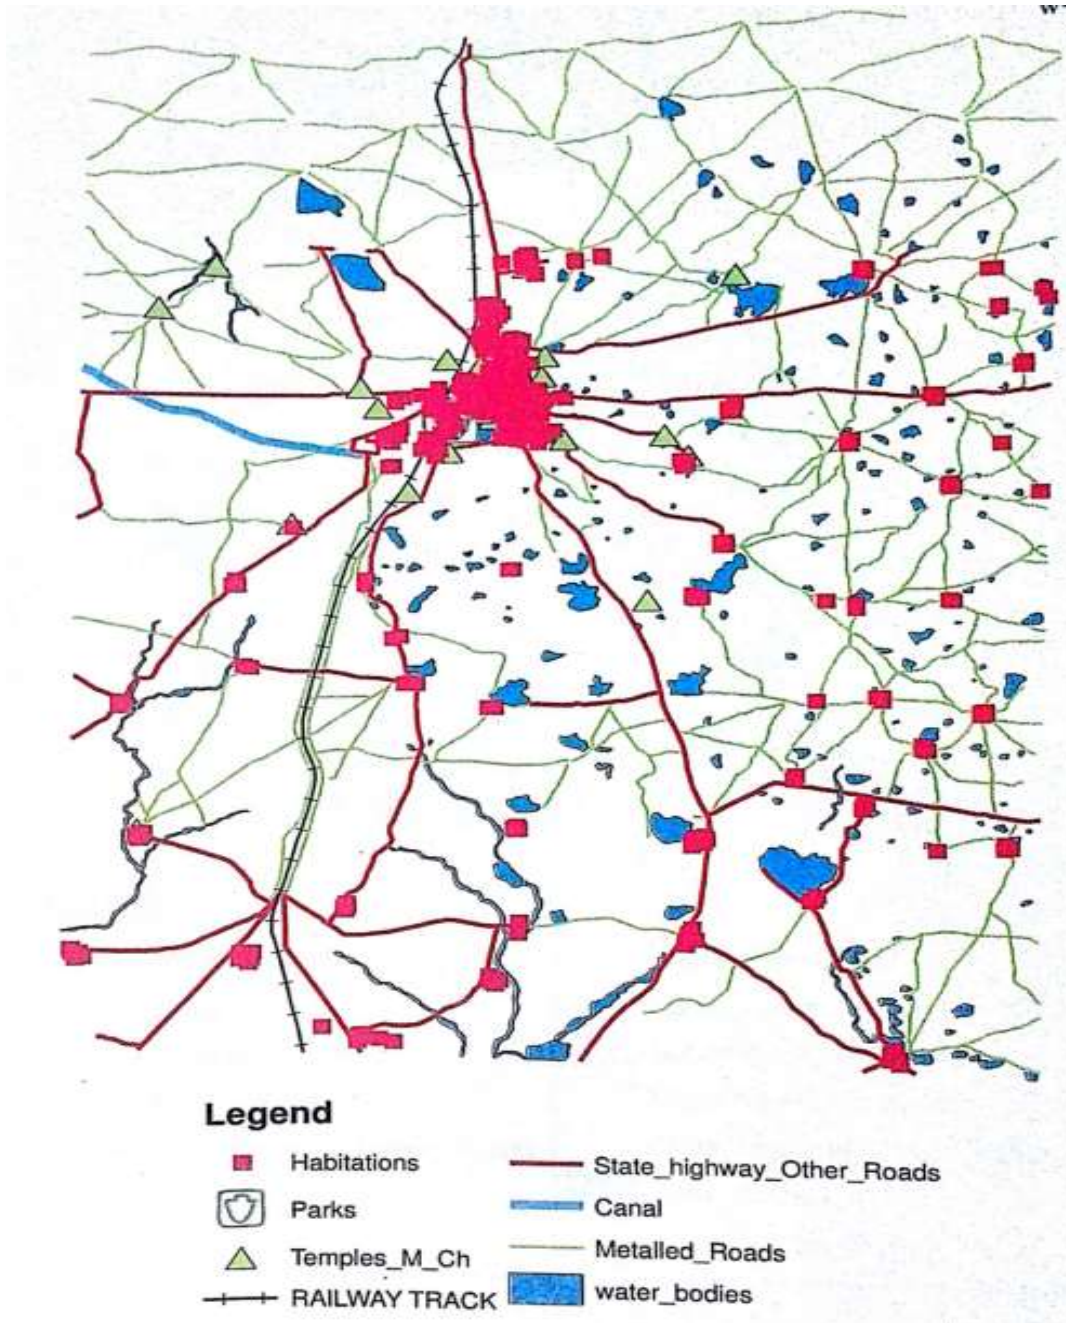 Legend
Habitations
Parks
Temples_M_Ch
RAILWAY TRACK
State_highway_Other_Roads
Canal
Metalled_Roads
water_bodies